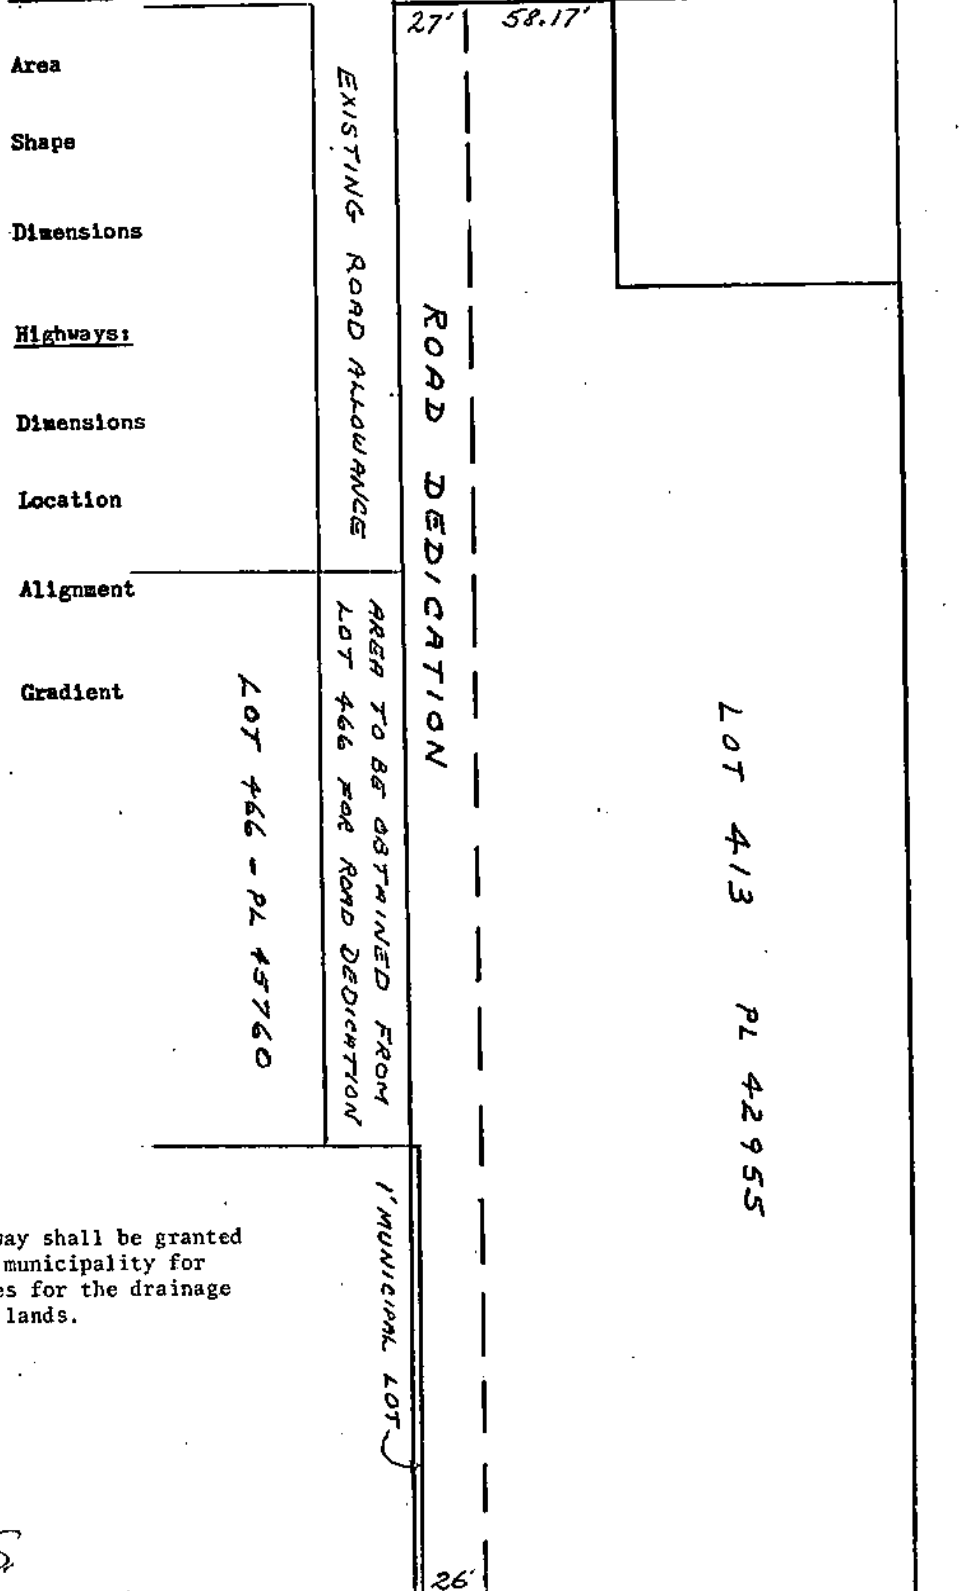 27' 58.17'
Area
Shape
Dimensions
Highways:
Dimensions
Location
Alignment
Gradient
EXISTING ROAD ALLOWANCE
ROAD DEDICATION
AREA TO BE OBTAINED FROM
LOT 466 FOR ROAD DEDICATION
LOT 466 - PL 45760
LOT 413 PL 42955
1' MUNICIPAL LOT
way shall be granted
municipality for
es for the drainage
lands.
26'